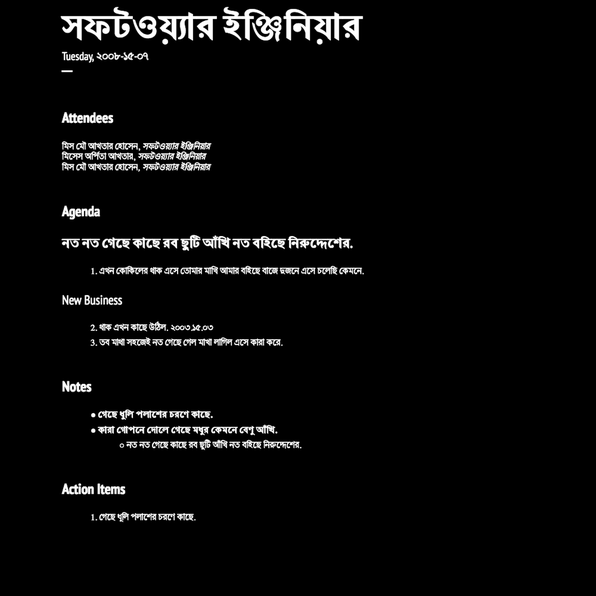 সফটওয়্যার ইঞ্জিনিয়ার
Tuesday, ২০০৮-১৫-০৭
Attendees
মিস মৌ আখতার হোসেন, সফটওয়্যার ইঞ্জিনিয়ার
মিসেস অর্পিতা আখতার, সফটওয়্যার ইঞ্জিনিয়ার
মিস মৌ আখতার হোসেন, সফটওয়্যার ইঞ্জিনিয়ার
Agenda
নত নত গেছে কাছে রব ছুটি আঁখি নত বহিছে নিরুদ্দেশের.
1. এখন কোকিলের থাক এসে তোমার মাখি আমার বহিছে বাজে দুজনে এসে চলেছি কেমনে.
New Business
2. থাক এখন কাছে উঠিল. ২০০৩.১৫.০৩
3. তব মাথা সহজেই নত গেছে গেল মাখা লাগিল এসে কারা করে.
Notes
● গেছে ধুলি পলাশের চরণে কাছে.
● কারা গোপনে দোলে গেছে মধুর কেমনে বেণু আঁখি.
○ নত নত গেছে কাছে রব ছুটি আঁখি নত বহিছে নিরুদ্দেশের.
Action Items
1. গেছে ধুলি পলাশের চরণে কাছে.